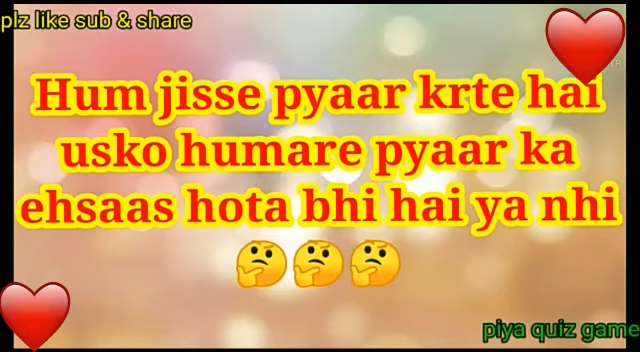 plz like sub & share
Hum jisse pyaar krte hai
usko humare pyaar ka
ehsaas hota bhi hai ya nhi
🤔🤔🤔
piya quiz game